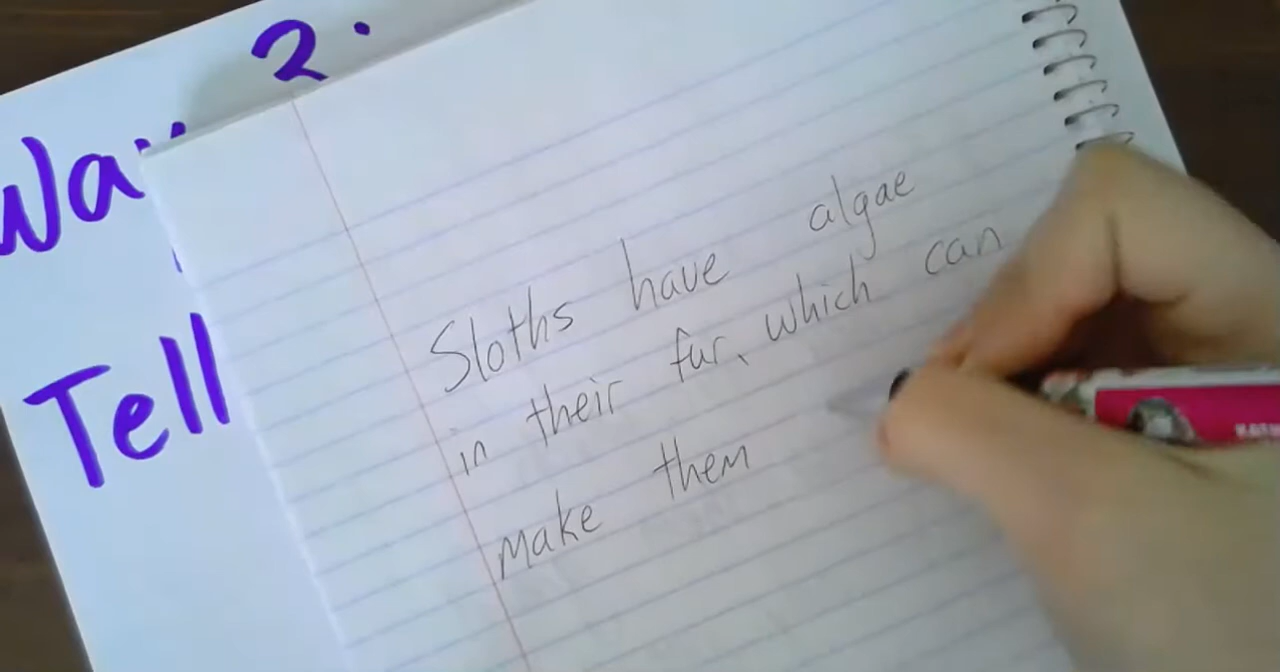 2.
Way
Tell
Sloths have algae
in their fur, which can
make them